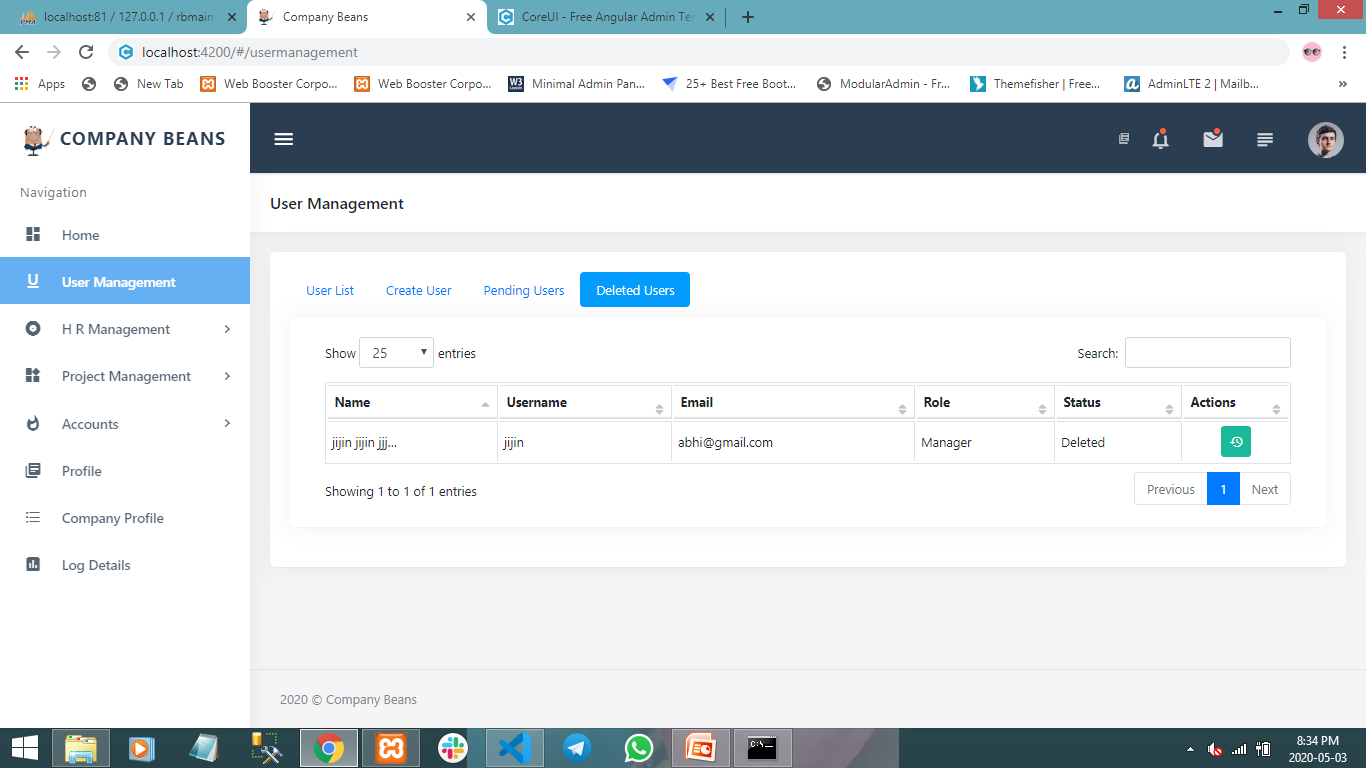 localhost:81 / 127.0.0.1 / rbmain
Company Beans
CoreUI - Free Angular Admin Te
localhost:4200/#/usermanagement
Apps
New Tab
Web Booster Corpo...
Web Booster Corpo...
W3
Minimal Admin Pan...
25+ Best Free Boot...
ModularAdmin - Fr...
Themefisher | Free...
AdminLTE 2 | Mailb...
COMPANY BEANS
Navigation
Home
User Management
H R Management
Project Management
Accounts
Profile
Company Profile
Log Details
User Management
User List
Create User
Pending Users
Deleted Users
Show 25 entries
Search:
Name Username Email Role Status Actions
jijin jijin jjj... jijin abhi@gmail.com Manager Deleted
Showing 1 to 1 of 1 entries
Previous 1 Next
2020 © Company Beans
8:34 PM
2020-05-03